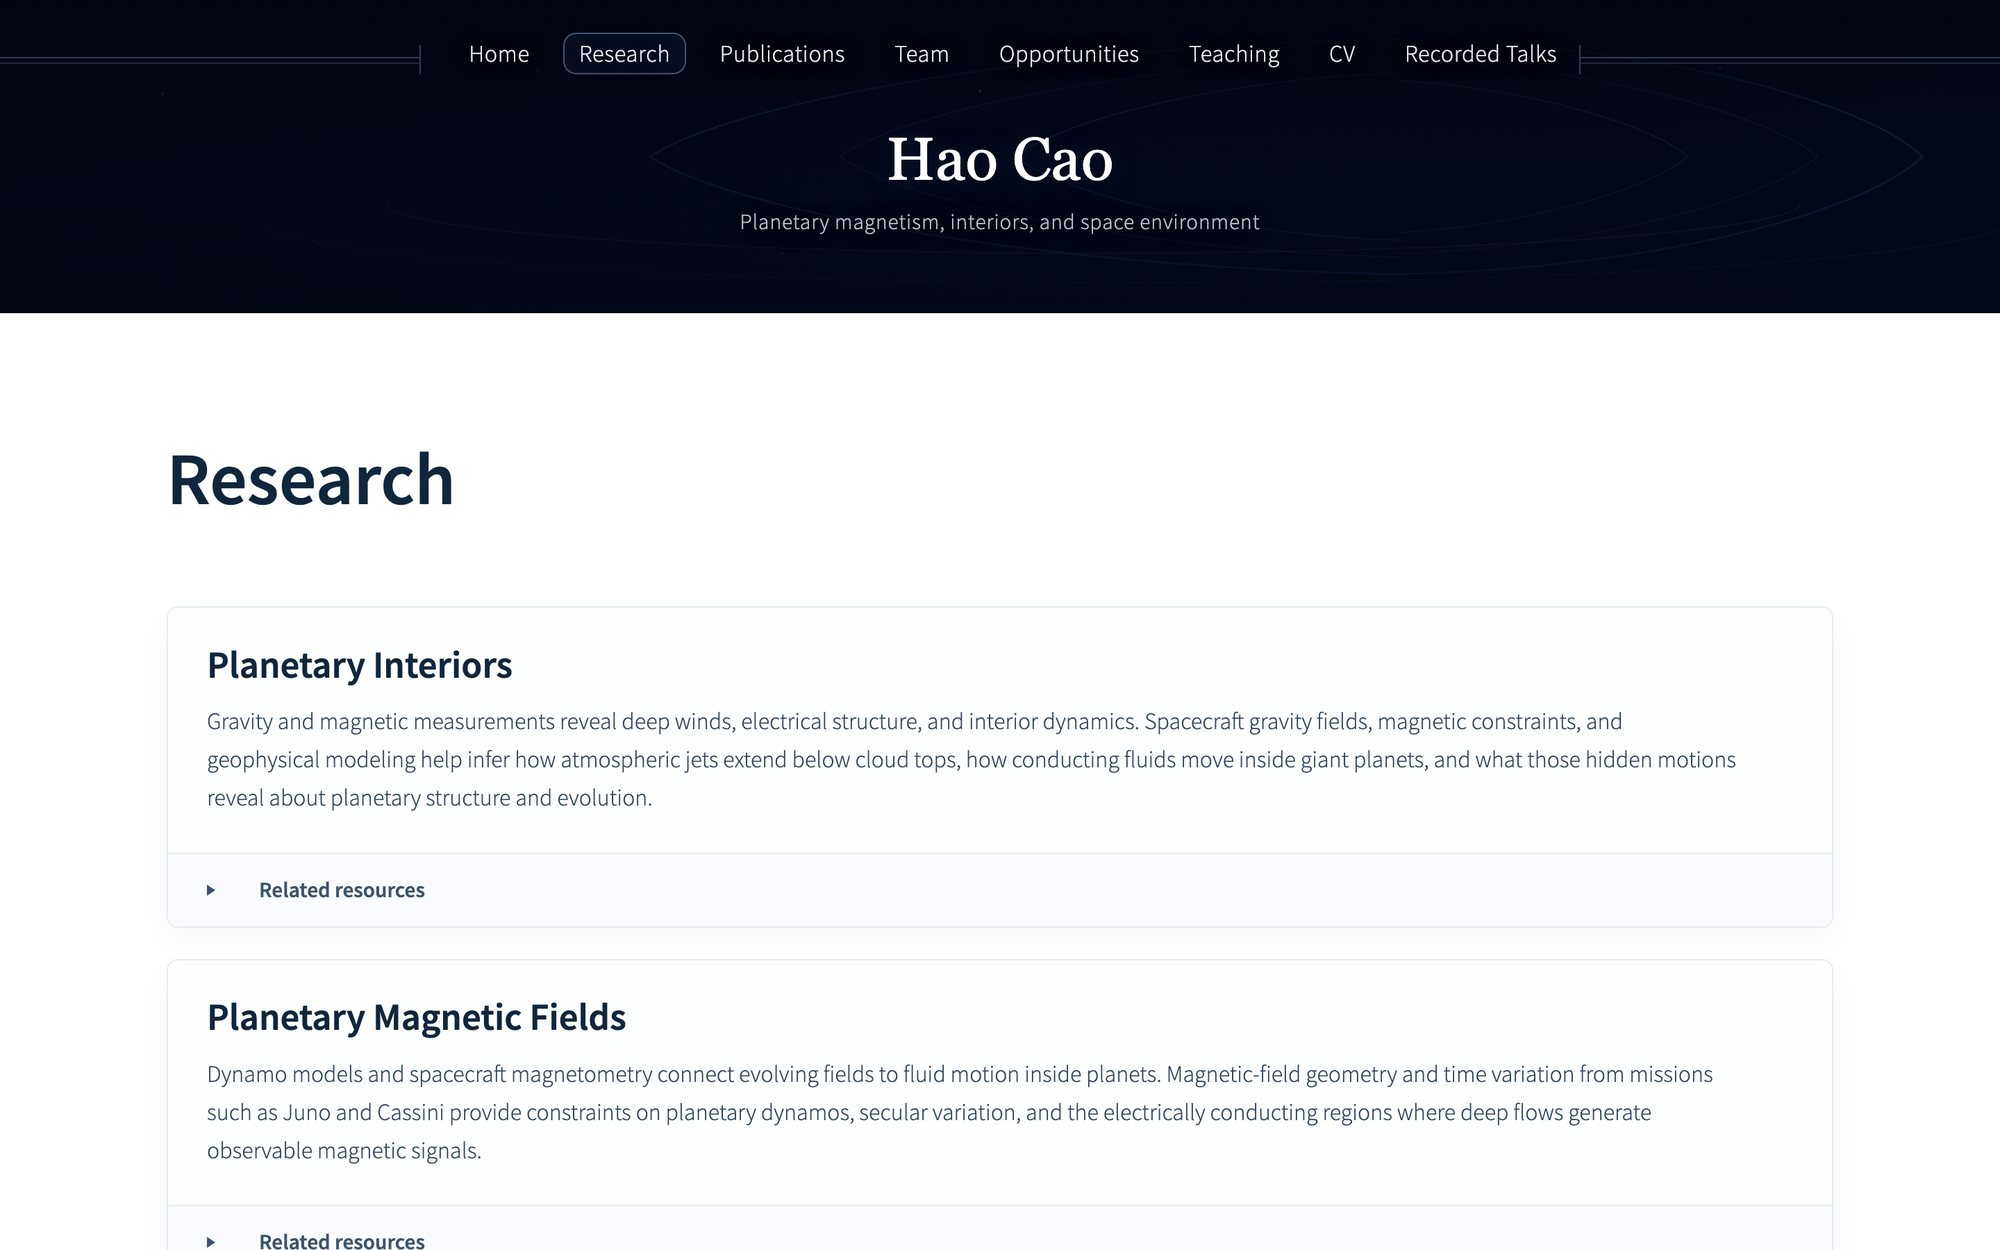 Home Research Publications Team Opportunities Teaching CV Recorded Talks
Hao Cao
Planetary magnetism, interiors, and space environment
Research
Planetary Interiors
Gravity and magnetic measurements reveal deep winds, electrical structure, and interior dynamics. Spacecraft gravity fields, magnetic constraints, and
geophysical modeling help infer how atmospheric jets extend below cloud tops, how conducting fluids move inside giant planets, and what those hidden motions
reveal about planetary structure and evolution.
Related resources
Planetary Magnetic Fields
Dynamo models and spacecraft magnetometry connect evolving fields to fluid motion inside planets. Magnetic-field geometry and time variation from missions
such as Juno and Cassini provide constraints on planetary dynamos, secular variation, and the electrically conducting regions where deep flows generate
observable magnetic signals.
Related resources